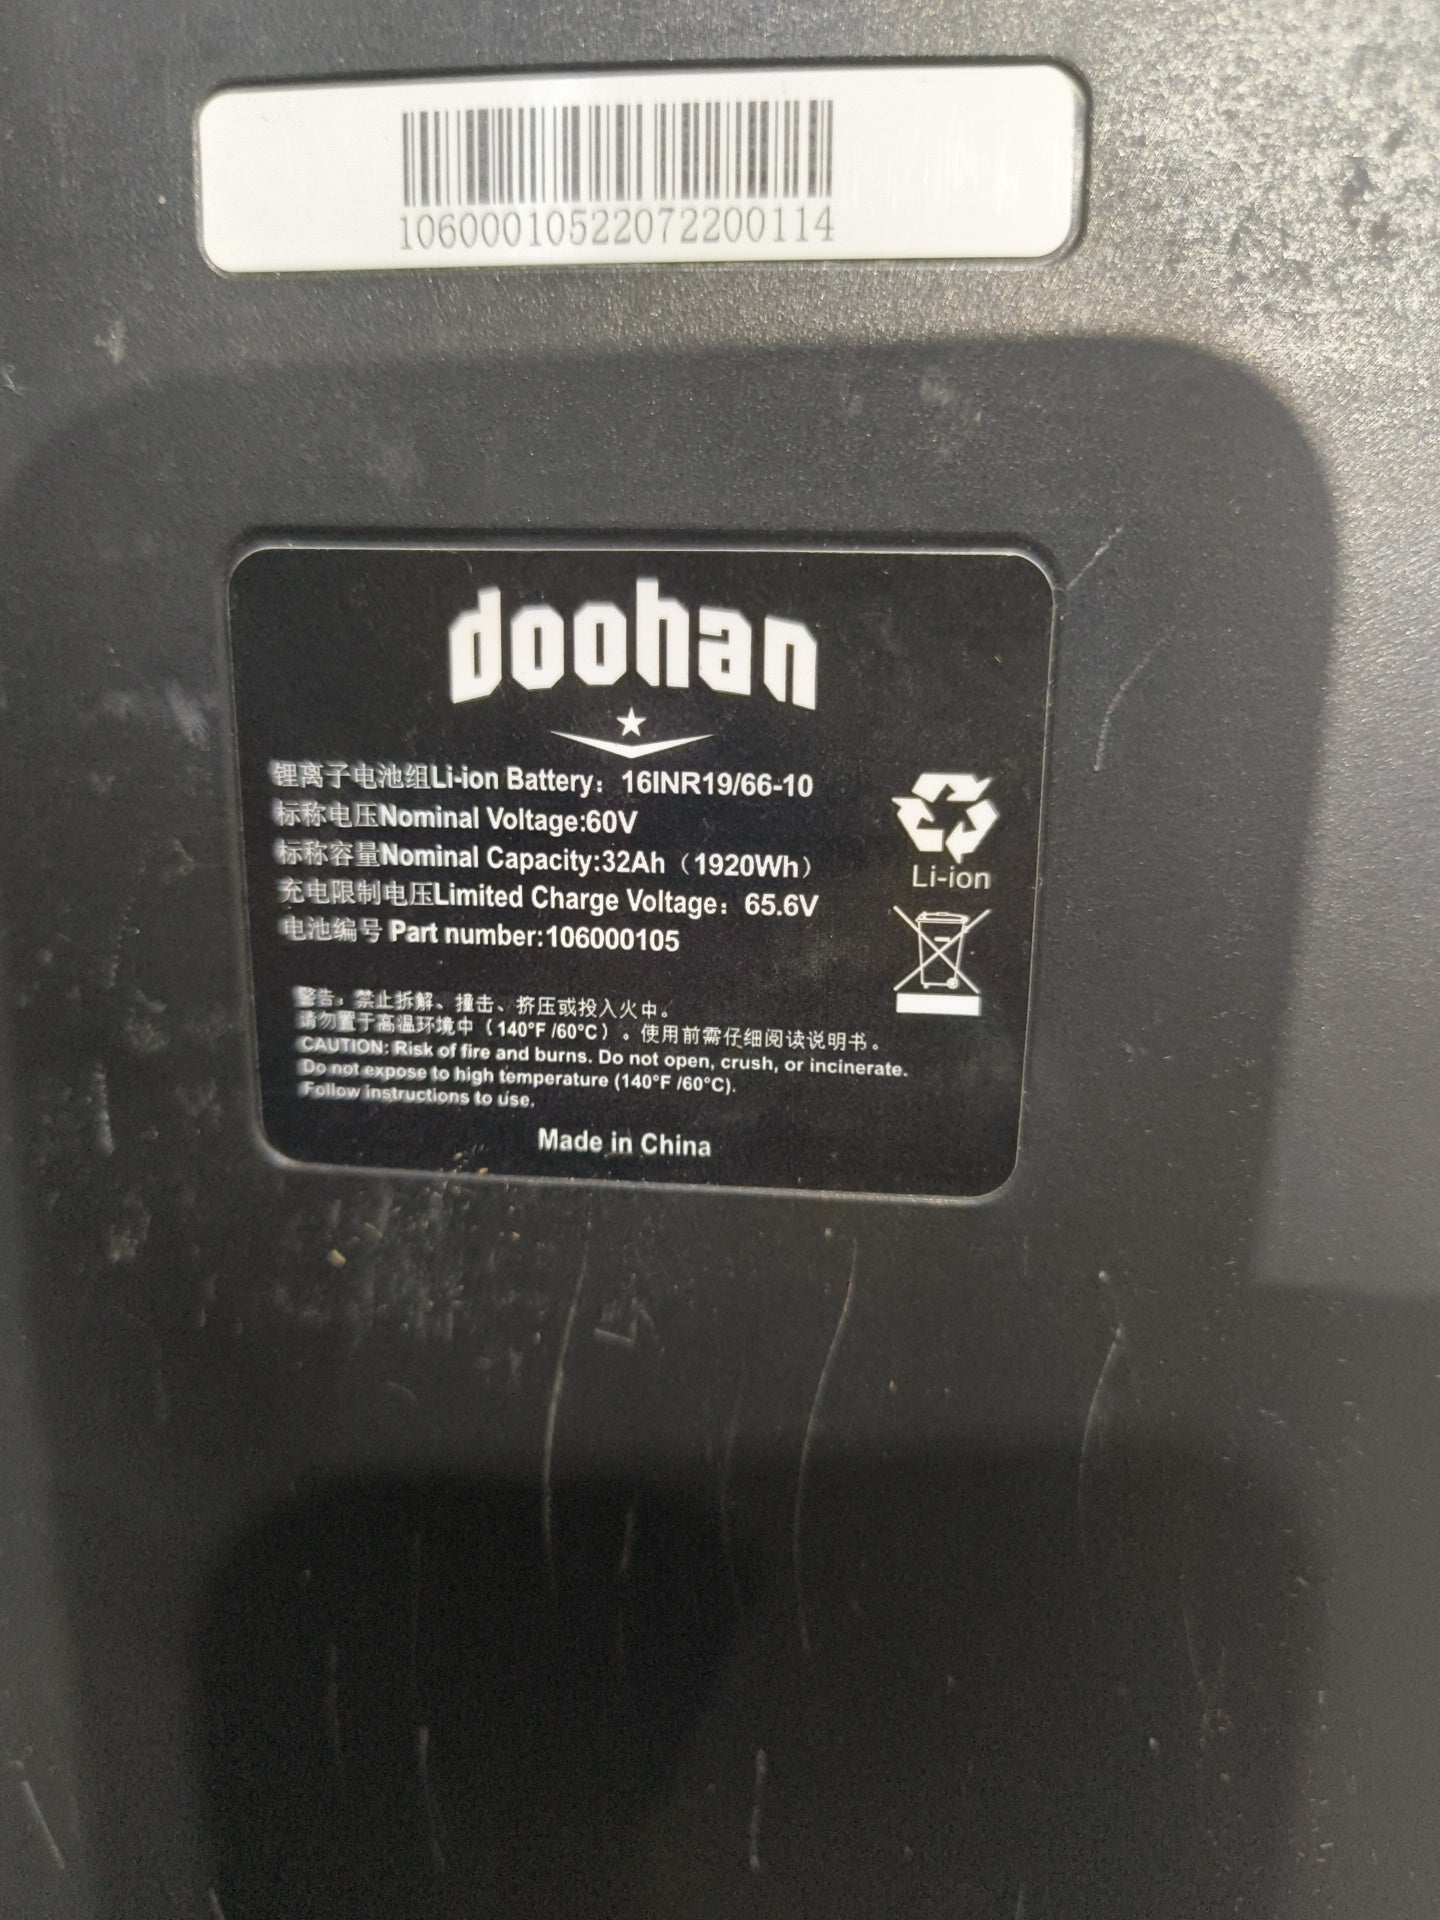 10600010522072200114
doohan
锂离子电池组Li-ion Battery：16INR19/66-10
标称电压Nominal Voltage:60V
标称容量Nominal Capacity:32Ah（1920Wh）
充电限制电压Limited Charge Voltage：65.6V
电池编号 Part number:106000105
Li-ion
警告，禁止拆解、撞击、挤压或投入火中。
请勿置于高温环境中（140°F /60°C）。使用前需仔细阅读说明书。
CAUTION: Risk of fire and burns. Do not open, crush, or incinerate.
Do not expose to high temperature (140°F /60°C).
Follow instructions to use.
Made in China